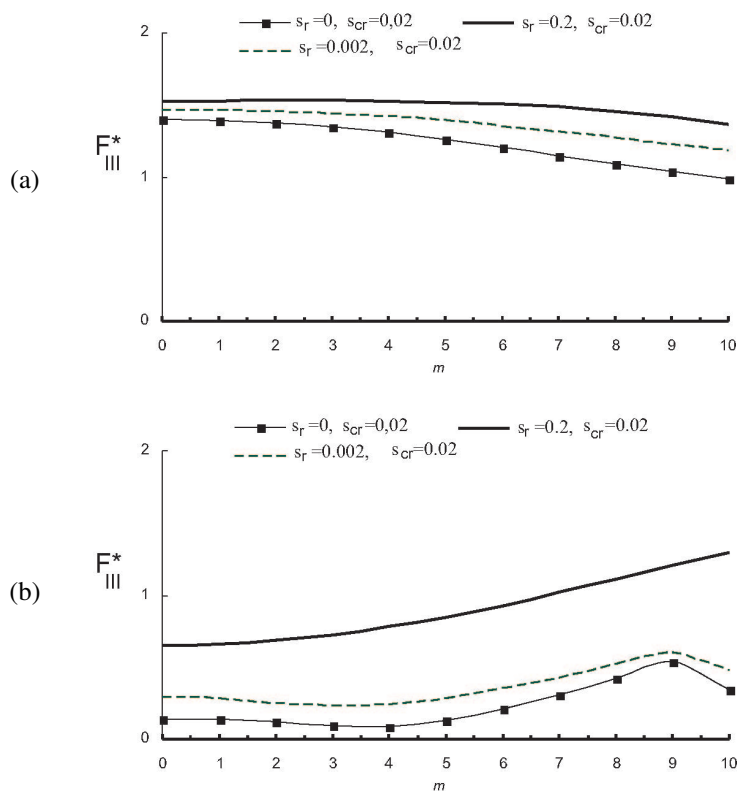 s_r=0, s_cr=0,02 s_r=0.2, s_cr=0.02
s_r=0.002, s_cr=0.02
2
F*_III
(a)
1
0
0 1 2 3 4 5 6 7 8 9 10
m
s_r=0, s_cr=0,02 s_r=0.2, s_cr=0.02
s_r=0.002, s_cr=0.02
2
F*_III
(b)
1
0
0 1 2 3 4 5 6 7 8 9 10
m